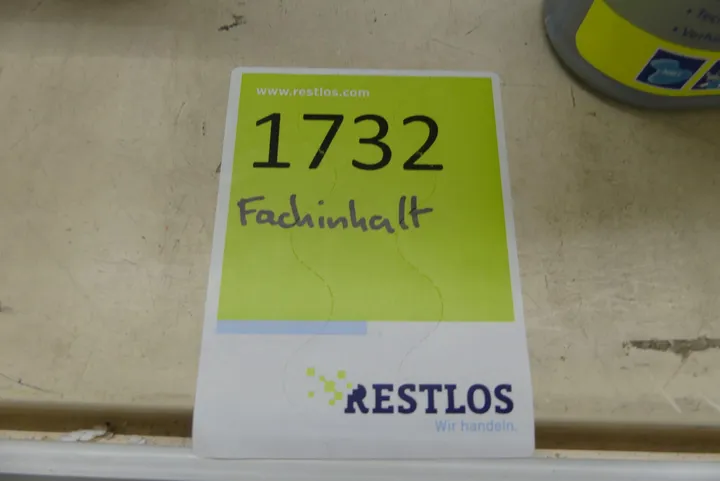 www.restlos.com
1732
Fachinhalt
RESTLOS
Wir handeln.